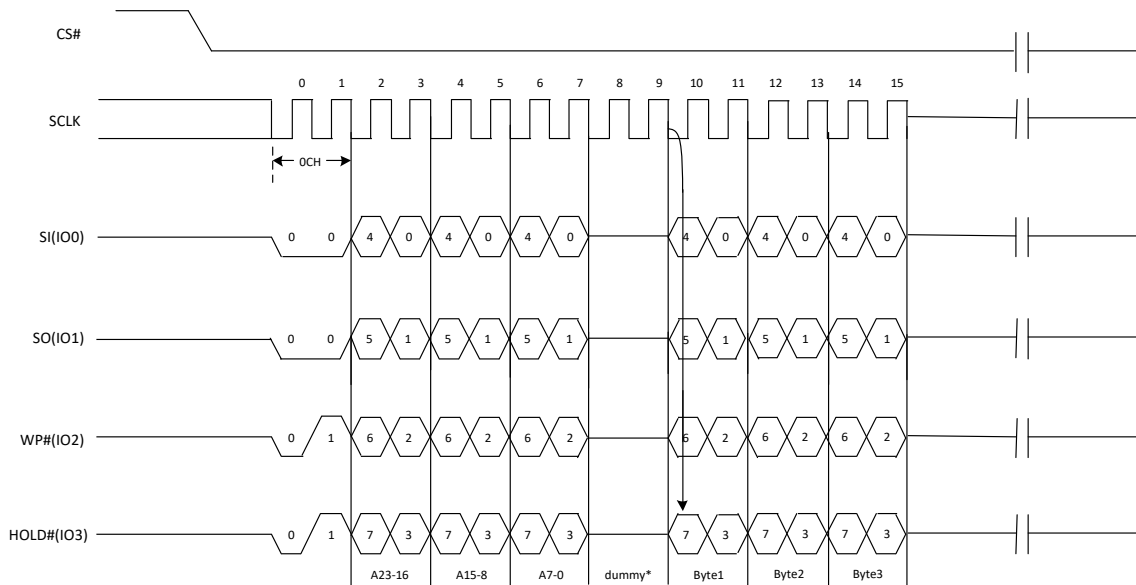 CS#
0 1 2 3 4 5 6 7 8 9 10 11 12 13 14 15
SCLK
0CH
SI(IO0) 0 0 4 0 4 0 4 0 4 0 4 0 4 0
SO(IO1) 0 0 5 1 5 1 5 1 5 1 5 1 5 1
WP#(IO2) 0 1 6 2 6 2 6 2 6 2 6 2 6 2
HOLD#(IO3) 0 1 7 3 7 3 7 3 7 3 7 3 7 3
A23-16 A15-8 A7-0 dummy* Byte1 Byte2 Byte3